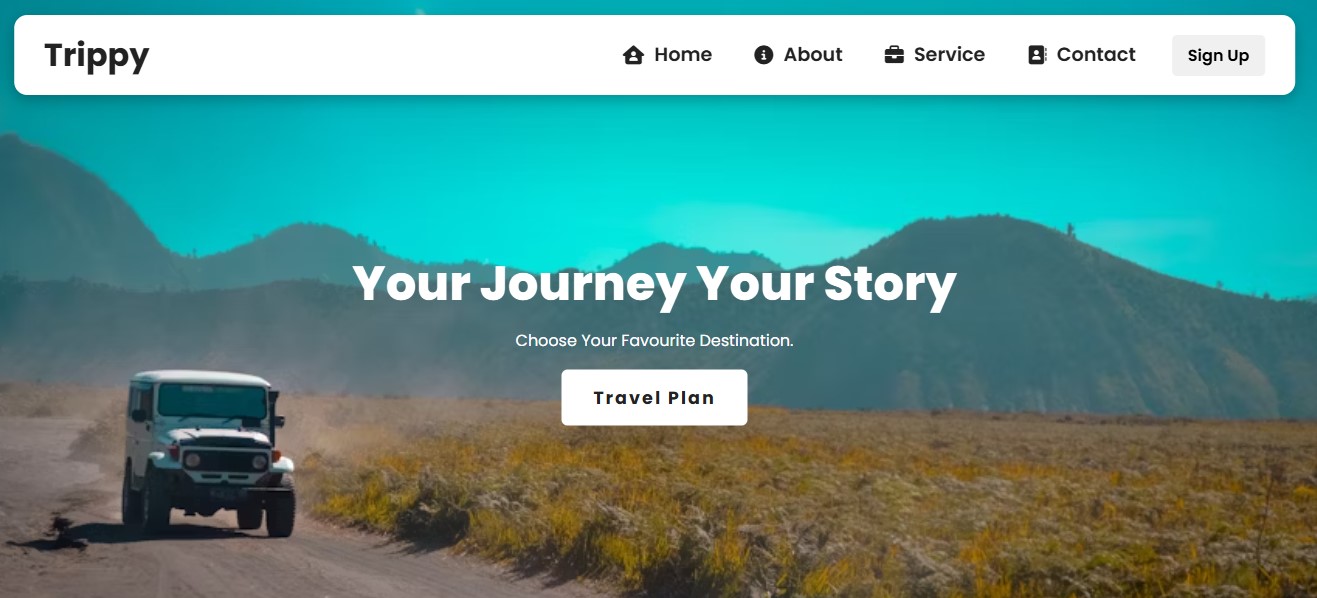 Trippy
Home About Service Contact Sign Up
Your Journey Your Story
Choose Your Favourite Destination.
Travel Plan